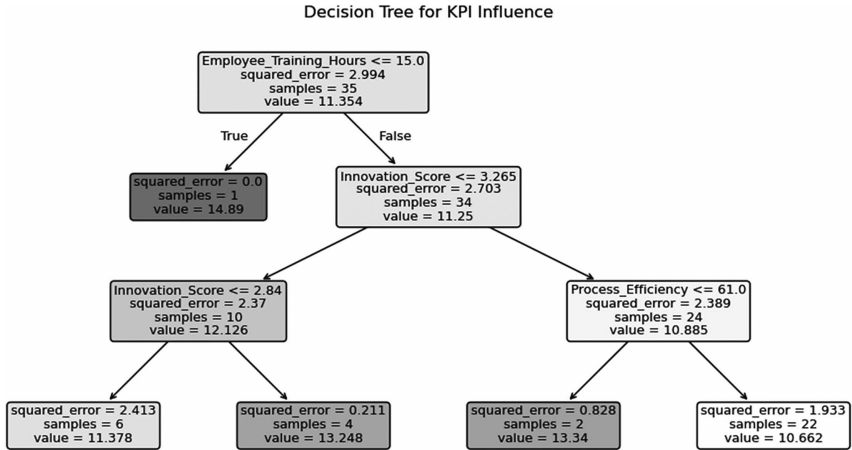 Decision Tree for KPI Influence
Employee_Training_Hours <= 15.0
squared_error = 2.994
samples = 35
value = 11.354
True
False
squared_error = 0.0
samples = 1
value = 14.89
Innovation_Score <= 3.265
squared_error = 2.703
samples = 34
value = 11.25
Innovation_Score <= 2.84
squared_error = 2.37
samples = 10
value = 12.126
Process_Efficiency <= 61.0
squared_error = 2.389
samples = 24
value = 10.885
squared_error = 2.413
samples = 6
value = 11.378
squared_error = 0.211
samples = 4
value = 13.248
squared_error = 0.828
samples = 2
value = 13.34
squared_error = 1.933
samples = 22
value = 10.662